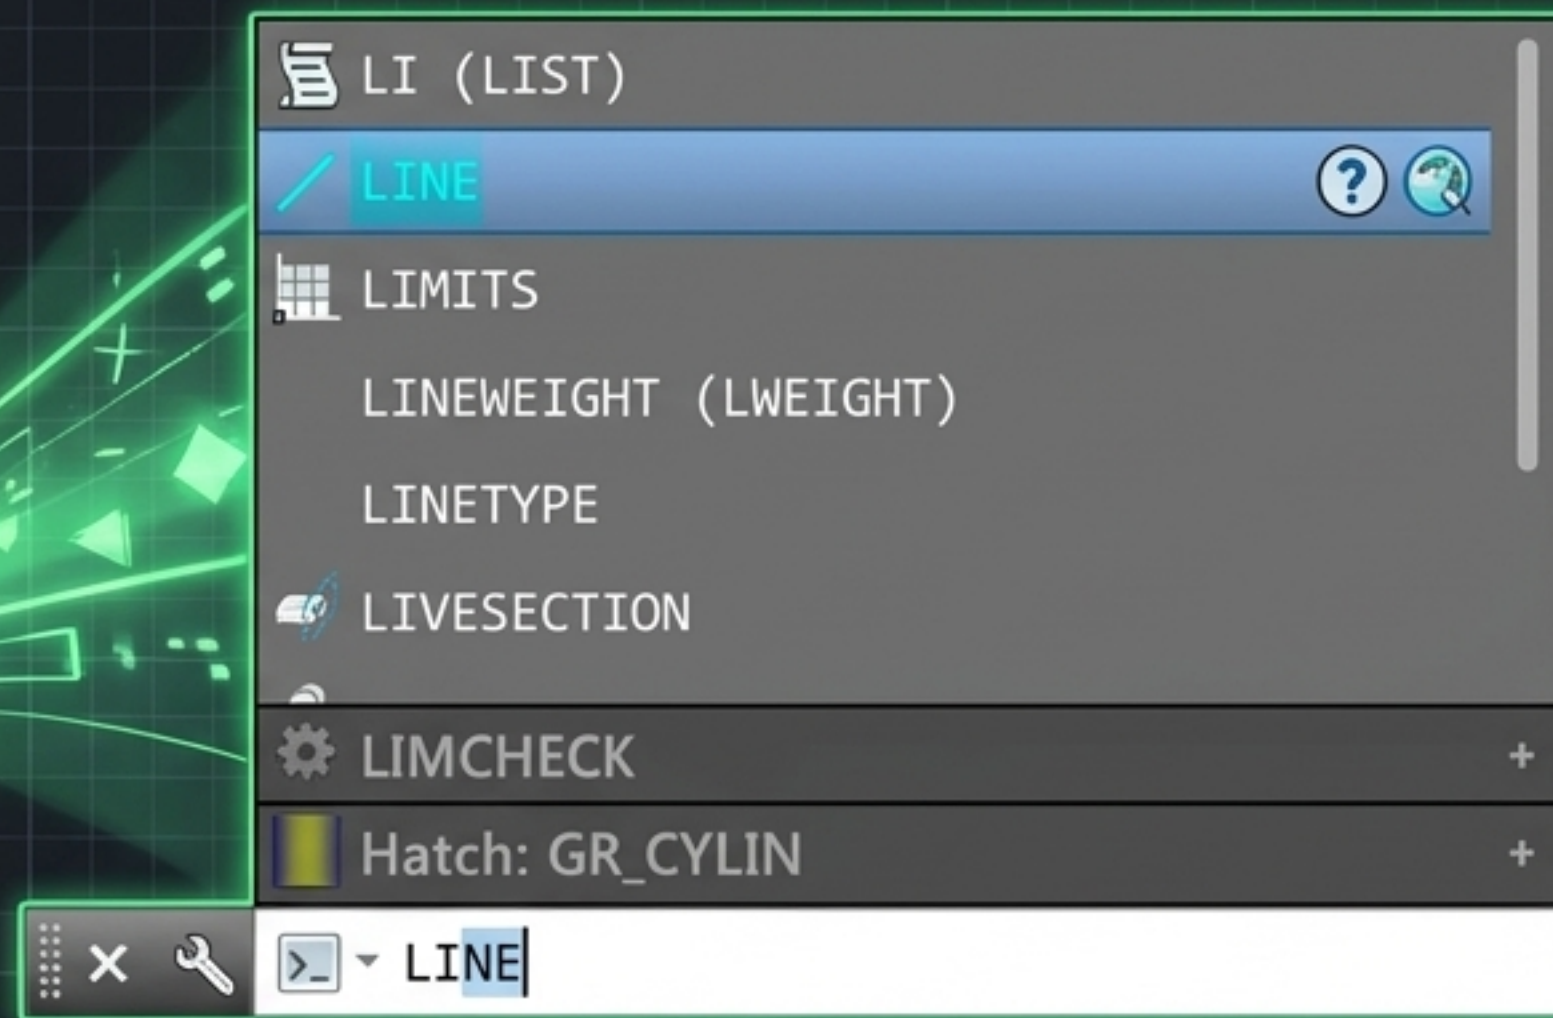 LI (LIST)
LINE
LIMITS
LINEWEIGHT (LWEIGHT)
LINETYPE
LIVESECTION
LIMCHECK
+
Hatch: GR_CYLIN
+
LINE